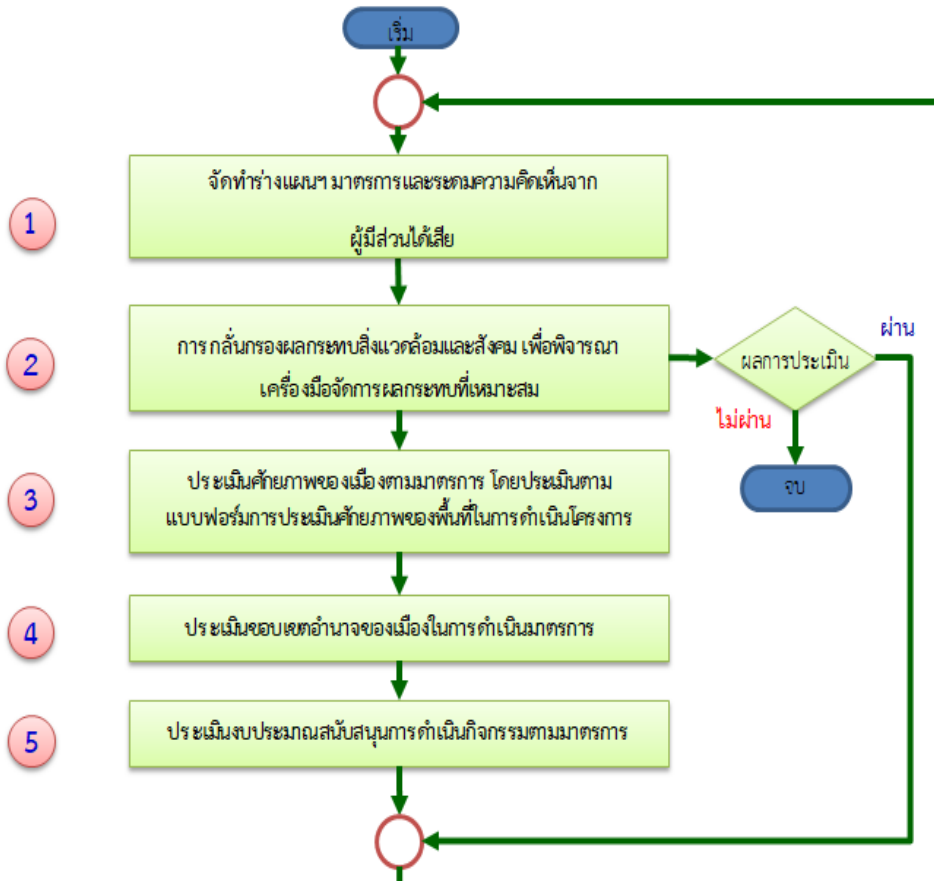 เริ่ม
1
จัดทำร่างแผนฯ มาตรการและระดมความคิดเห็นจาก
ผู้มีส่วนได้เสีย
2
การกลั่นกรองผลกระทบสิ่งแวดล้อมและสังคม เพื่อพิจารณา
เครื่องมือจัดการผลกระทบที่เหมาะสม
ผลการประเมิน
ผ่าน
ไม่ผ่าน
จบ
3
ประเมินศักยภาพของเมืองตามมาตรการ โดยประเมินตาม
แบบฟอร์มการประเมินศักยภาพของพื้นที่ในการดำเนินโครงการ
4
ประเมินขอบเขตอำนาจของเมืองในการดำเนินมาตรการ
5
ประเมินงบประมาณสนับสนุนการดำเนินกิจกรรมตามมาตรการ